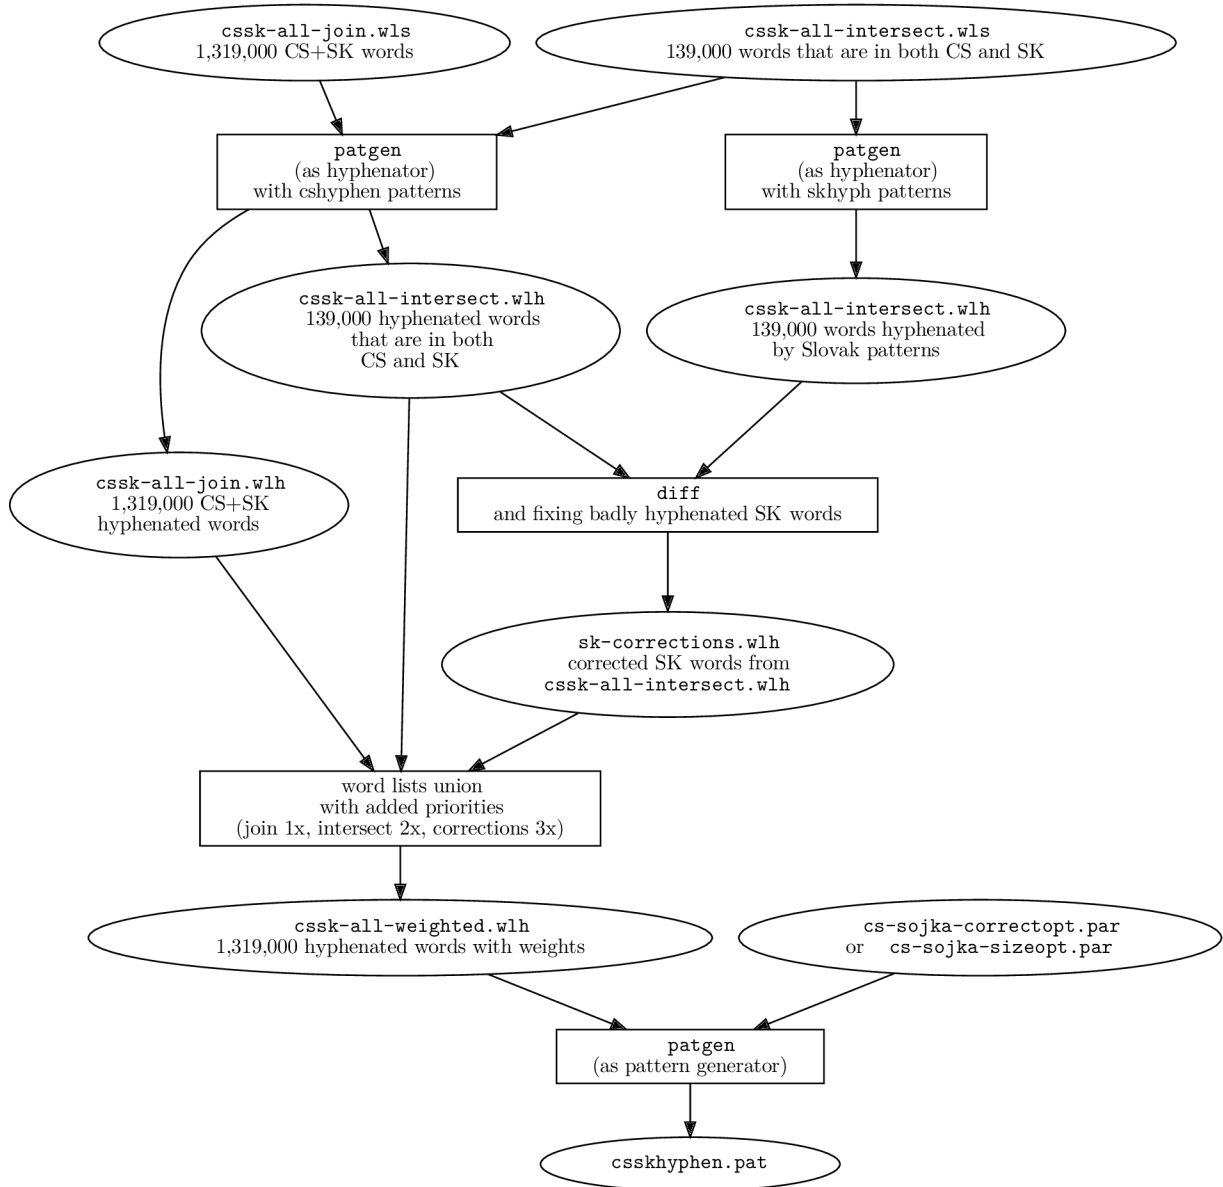 cssk-all-join.wls
1,319,000 CS+SK words
cssk-all-intersect.wls
139,000 words that are in both CS and SK
patgen
(as hyphenator)
with cshyphen patterns
patgen
(as hyphenator)
with skhyph patterns
cssk-all-intersect.wlh
139,000 hyphenated words
that are in both
CS and SK
cssk-all-intersect.wlh
139,000 words hyphenated
by Slovak patterns
cssk-all-join.wlh
1,319,000 CS+SK
hyphenated words
diff
and fixing badly hyphenated SK words
sk-corrections.wlh
corrected SK words from
cssk-all-intersect.wlh
word lists union
with added priorities
(join 1x, intersect 2x, corrections 3x)
cssk-all-weighted.wlh
1,319,000 hyphenated words with weights
cs-sojka-correctopt.par
or cs-sojka-sizeopt.par
patgen
(as pattern generator)
csskhyphen.pat